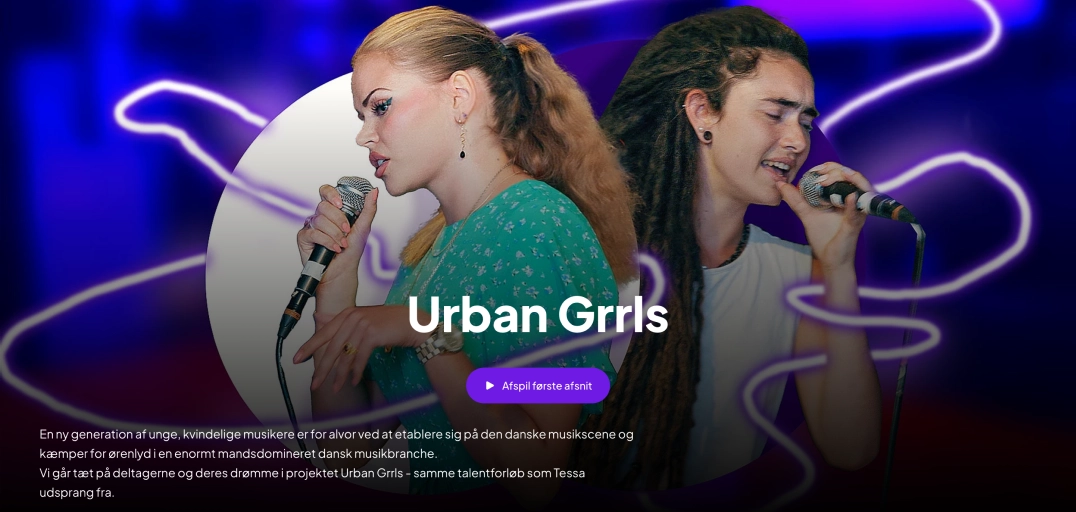 Urban Grrls
Afspil første afsnit
En ny generation af unge, kvindelige musikere er for alvor ved at etablere sig på den danske musikscene og
kæmper for ørenlyd i en enormt mandsdomineret dansk musikbranche.
Vi går tæt på deltagerne og deres drømme i projektet Urban Grrls - samme talentforløb som Tessa
udsprang fra.